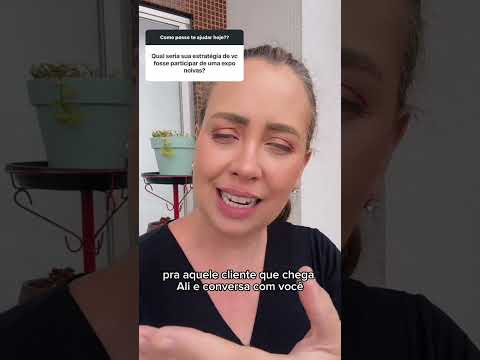 Como posso te ajudar hoje??
Qual seria sua estratégia de vc
fosse participar de uma expo
noivas?
pra aquele cliente que chega
Ali e conversa com você